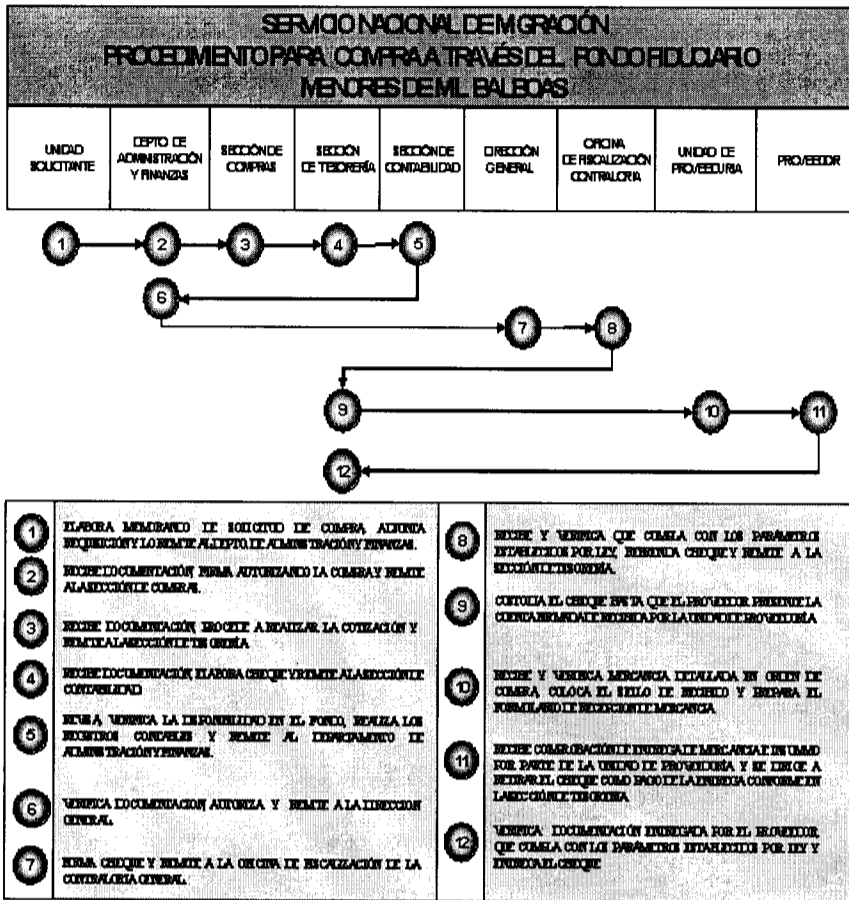 SERVICIO NACIONAL DE MIGRACIÓN
PROCEDIMIENTO PARA COMPRA A TRAVÉS DEL FONDO FIDUCIARIO
MENORES DE MIL BALBOAS
UNIDAD
SOLICITANTE
DEPTO DE
ADMINISTRACIÓN
Y FINANZAS
SECCIÓN DE
COMPRAS
SECCIÓN
DE TESORERÍA
SECCIÓN DE
CONTABILIDAD
DIRECCIÓN
GENERAL
OFICINA
DE FISCALIZACIÓN
CONTRALORIA
UNIDAD DE
PROVEEDURIA
PROVEEDOR
1
2
3
4
5
6
7
8
9
10
11
12
1
ELABORA MEMORANDO DE SOLICITUD DE COMPRA, ADJUNTA
REQUISICIÓN Y LO REMITE AL DEPTO. DE ADMINISTRACIÓN Y FINANZAS.
2
RECIBE DOCUMENTACIÓN, FIRMA AUTORIZANDO LA COMPRA Y REMITE
A LA SECCIÓN DE COMPRAS.
3
RECIBE DOCUMENTACIÓN, PROCEDE A REALIZAR LA COTIZACIÓN Y
REMITE A LA SECCIÓN DE TESORERÍA
4
RECIBE DOCUMENTACIÓN, ELABORA CHEQUE Y REMITE A LA SECCIÓN DE
CONTABILIDAD
5
REVISA, VERIFICA LA DISPONIBILIDAD EN EL FONDO, REALIZA LOS
REGISTROS CONTABLES Y REMITE AL DEPARTAMENTO DE
ADMINISTRACIÓN Y FINANZAS.
6
VERIFICA DOCUMENTACION, AUTORIZA Y REMITE A LA DIRECCION
GENERAL.
7
FIRMA CHEQUE Y REMITE A LA OFICINA DE FISCALIZACIÓN DE LA
CONTRALORIA GENERAL.
8
RECIBE Y VERIFICA QUE CUMPLA CON LOS PARÁMETROS
ESTABLECIDOS POR LEY, REFRENDA CHEQUE Y REMITE A LA
SECCIÓN DE TESORERÍA.
9
CUSTODIA EL CHEQUE HASTA QUE EL PROVEEDOR PRESENTE LA
CUENTA FIRMADA DE RECIBIDA POR LA UNIDAD DE PROVEEDURÍA
10
RECIBE Y VERIFICA MERCANCIA DETALLADA EN ORDEN DE
COMPRA, COLOCA EL SELLO DE RECIBIDO Y PREPARA EL
FORMULARIO DE RECEPCION DE MERCANCIA.
11
RECIBE COMPROBACIÓN DE ENTREGA DE MERCANCIA E INSUMO
POR PARTE DE LA UNIDAD DE PROVEEDURÍA Y SE DIRIGE A
RETIRAR EL CHEQUE COMO PAGO DE LA ENTREGA CONFORME EN
LA SECCIÓN DE TESORERIA
12
VERIFICA DOCUMENTACIÓN ENTREGADA POR EL PROVEEDOR,
QUE CUMPLA CON LOS PARÁMETROS ESTABLECIDOS POR LEY Y
ENTREGA EL CHEQUE